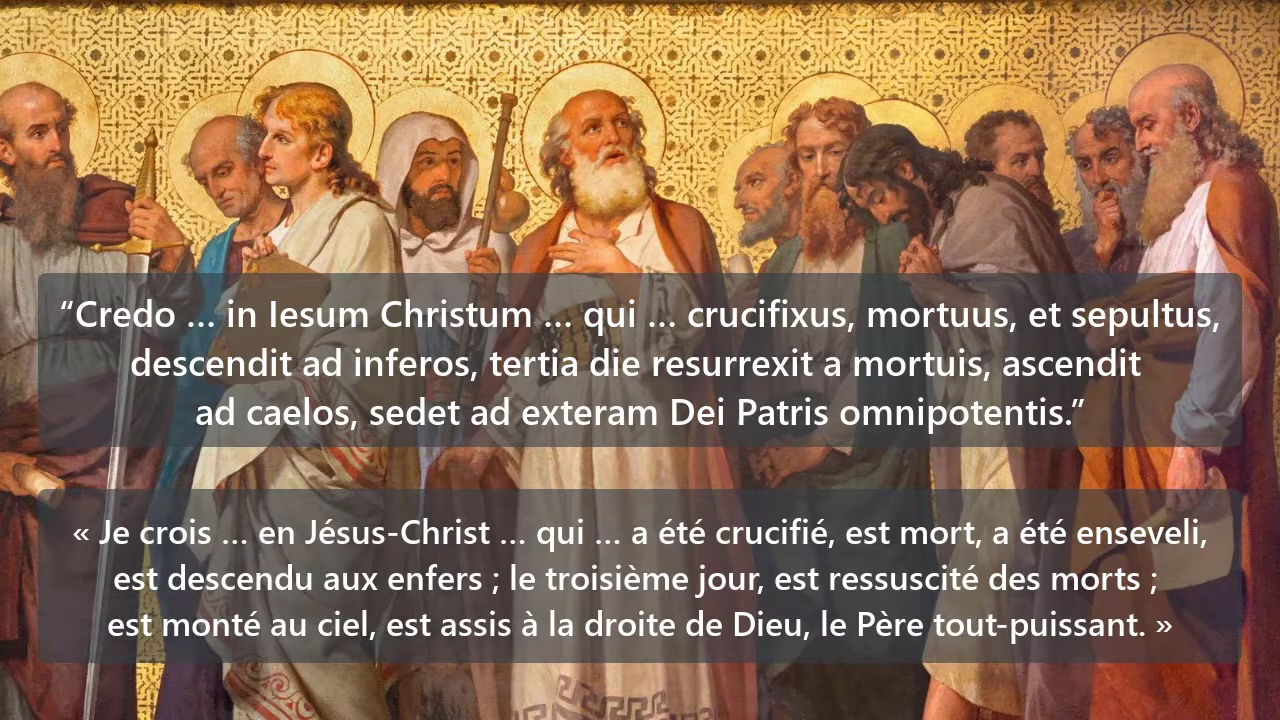 “Credo ... in Iesum Christum ... qui ... crucifixus, mortuus, et sepultus,
descendit ad inferos, tertia die resurrexit a mortuis, ascendit
ad caelos, sedet ad exteram Dei Patris omnipotentis.”
« Je crois ... en Jésus-Christ ... qui ... a été crucifié, est mort, a été enseveli,
est descendu aux enfers ; le troisième jour, est ressuscité des morts ;
est monté au ciel, est assis à la droite de Dieu, le Père tout-puissant. »